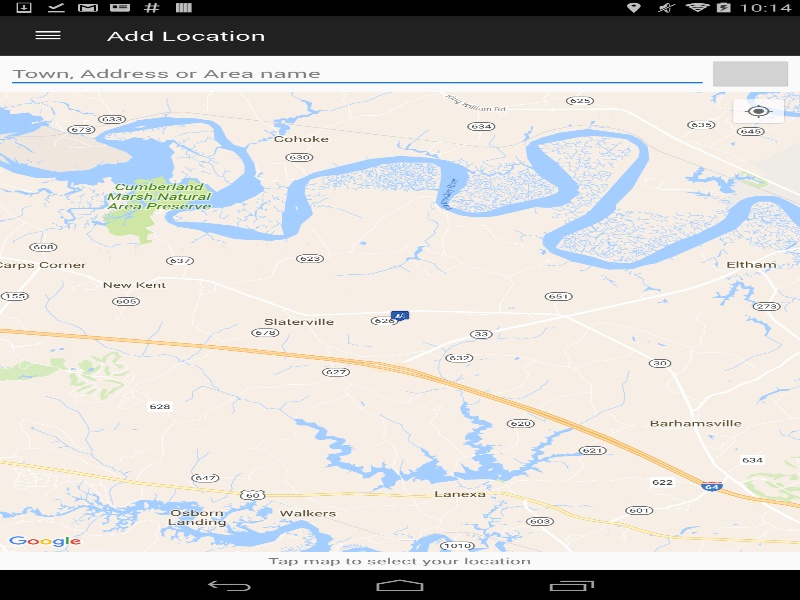 10:14
Add Location
Town, Address or Area name
King William Rd
625
633
673
634
635
645
Cohoke
630
Cumberland
Marsh Natural
Area Preserve
608
637
623
Carps Corner
Eltham
New Kent
155
605
651
273
Slaterville
626
678
33
632
30
627
628
620
Barhamsville
621
634
647
622
64
60
Lanexa
Osborn
Landing
Walkers
601
603
Google
1010
Tap map to select your location